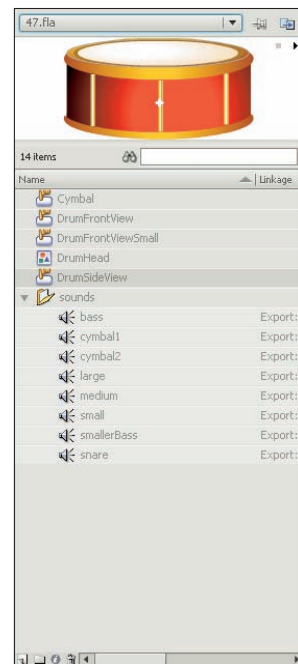 47.fla
14 items
Name Linkage
Cymbal
DrumFrontView
DrumFrontViewSmall
DrumHead
DrumSideView
sounds
bass Export:
cymbal1 Export:
cymbal2 Export:
large Export:
medium Export:
small Export:
smallerBass Export:
snare Export: